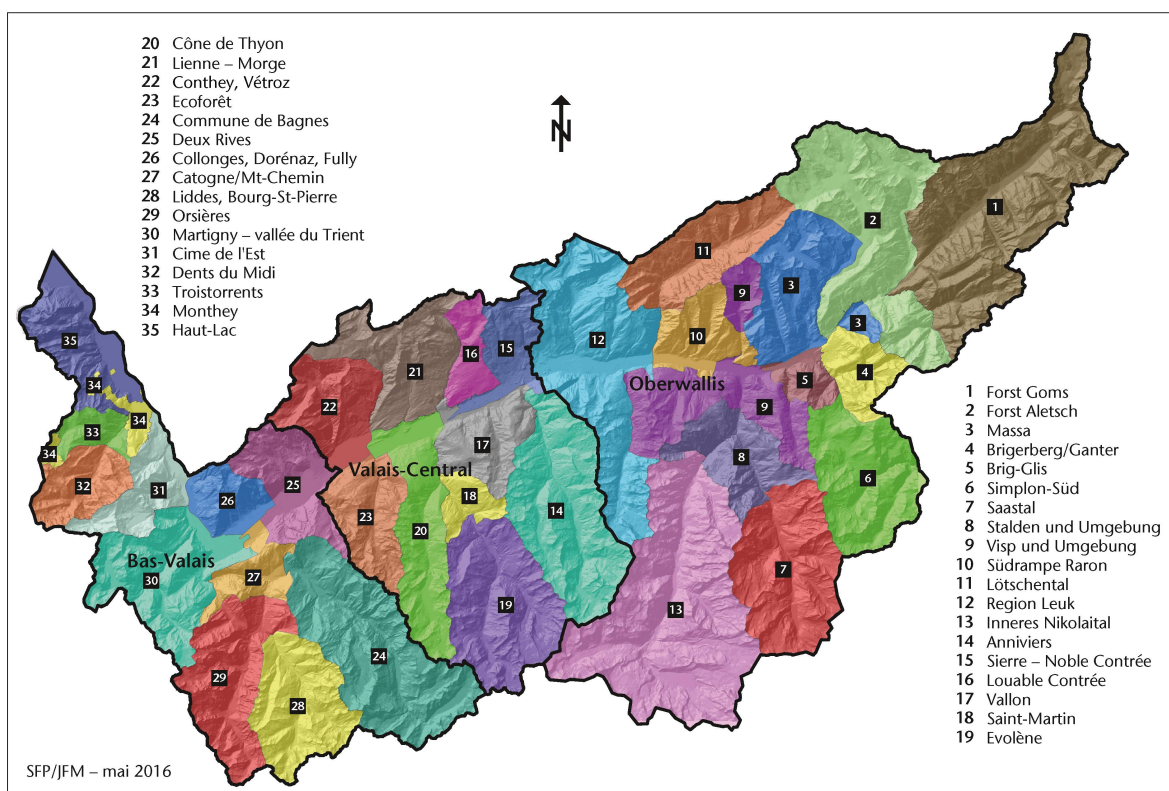 20 Cône de Thyon
21 Lienne – Morge
22 Conthey, Vétroz
23 Ecoforêt
24 Commune de Bagnes
25 Deux Rives
26 Collonges, Dorénaz, Fully
27 Catogne/Mt-Chemin
28 Liddes, Bourg-St-Pierre
29 Orsières
30 Martigny – vallée du Trient
31 Cime de l'Est
32 Dents du Midi
33 Troistorrents
34 Monthey
35 Haut-Lac
N
1
2
11
3
9
3
35
10
12
15
16
21
4
34
Oberwallis
5
22
9
34
33
34
17
Valais-Central
8
6
32
31
25
26
18
23
14
20
Bas-Valais
30
27
7
19
13
24
29
28
1 Forst Goms
2 Forst Aletsch
3 Massa
4 Brigerberg/Ganter
5 Brig-Glis
6 Simplon-Süd
7 Saastal
8 Stalden und Umgebung
9 Visp und Umgebung
10 Südrampe Raron
11 Lötschental
12 Region Leuk
13 Inneres Nikolaital
14 Anniviers
15 Sierre – Noble Contrée
16 Louable Contrée
17 Vallon
18 Saint-Martin
19 Evolène
SFP/JFM – mai 2016